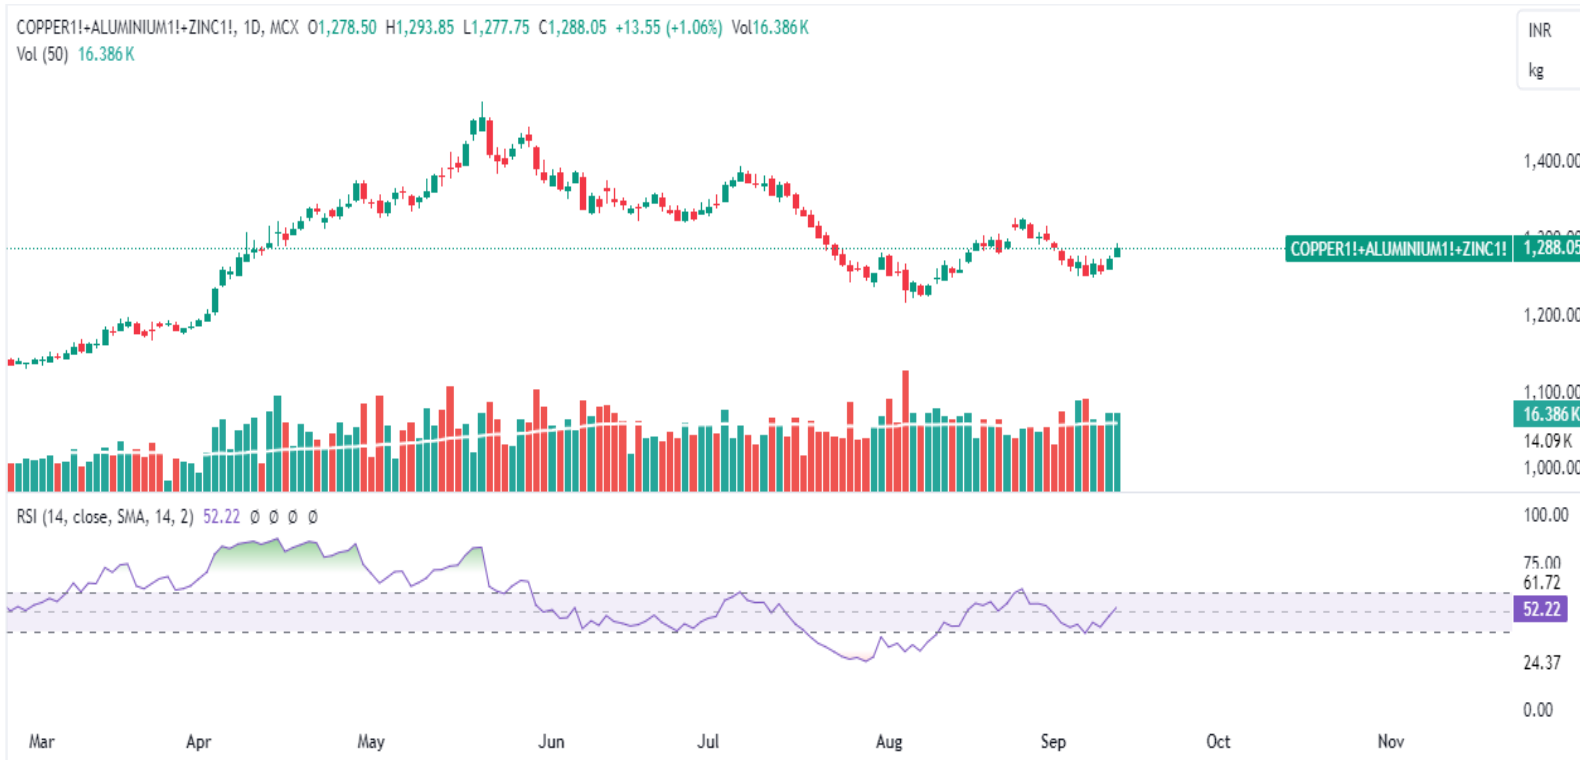 COPPER1!+ALUMINIUM1!+ZINC1!, 1D, MCX O1,278.50 H1,293.85 L1,277.75 C1,288.05 +13.55 (+1.06%) Vol16.386K
Vol (50) 16.386K
INR
kg
1,400.00
COPPER1!+ALUMINIUM1!+ZINC1! 1,288.05
1,200.00
1,100.00
16.386K
14.09K
1,000.00
RSI (14, close, SMA, 14, 2) 52.22 Ø Ø Ø Ø
100.00
75.00
61.72
52.22
24.37
0.00
Mar Apr May Jun Jul Aug Sep Oct Nov